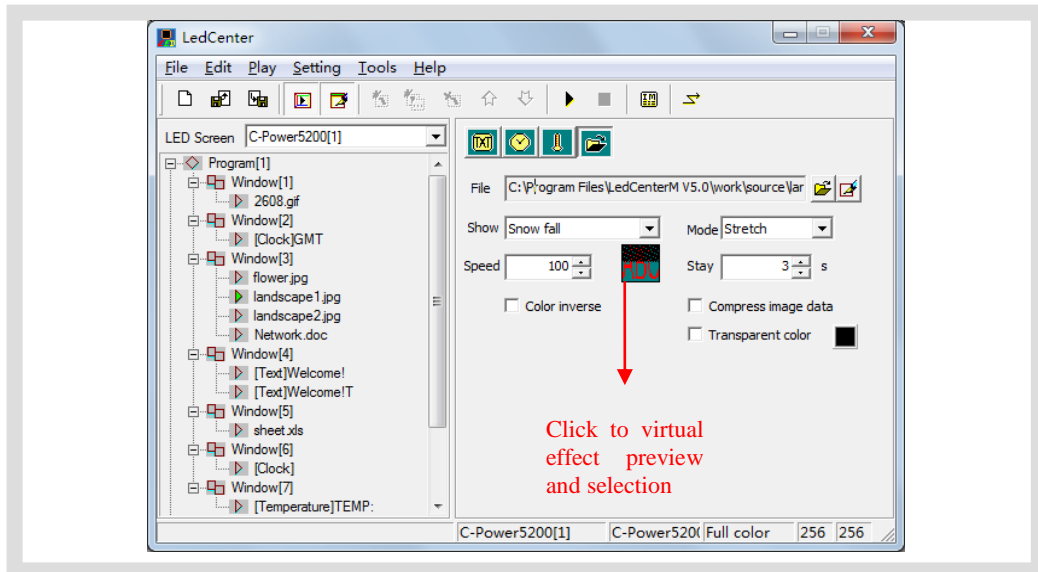 LedCenter
File Edit Play Setting Tools Help
LED Screen C-Power5200[1]
TXT
Program[1]
Window[1]
2608.gif
Window[2]
[Clock]GMT
Window[3]
flower.jpg
landscape1.jpg
landscape2.jpg
Network.doc
Window[4]
[Text]Welcome!
[Text]Welcome!T
Window[5]
sheet.xls
Window[6]
[Clock]
Window[7]
[Temperature]TEMP:
File C:\Program Files\LedCenterM V5.0\work\source\lar
Show Snow fall Mode Stretch
Speed 100 Stay 3 s
Color inverse Compress image data
Transparent color
Click to virtual
effect preview
and selection
C-Power5200[1] C-Power520( Full color 256 256